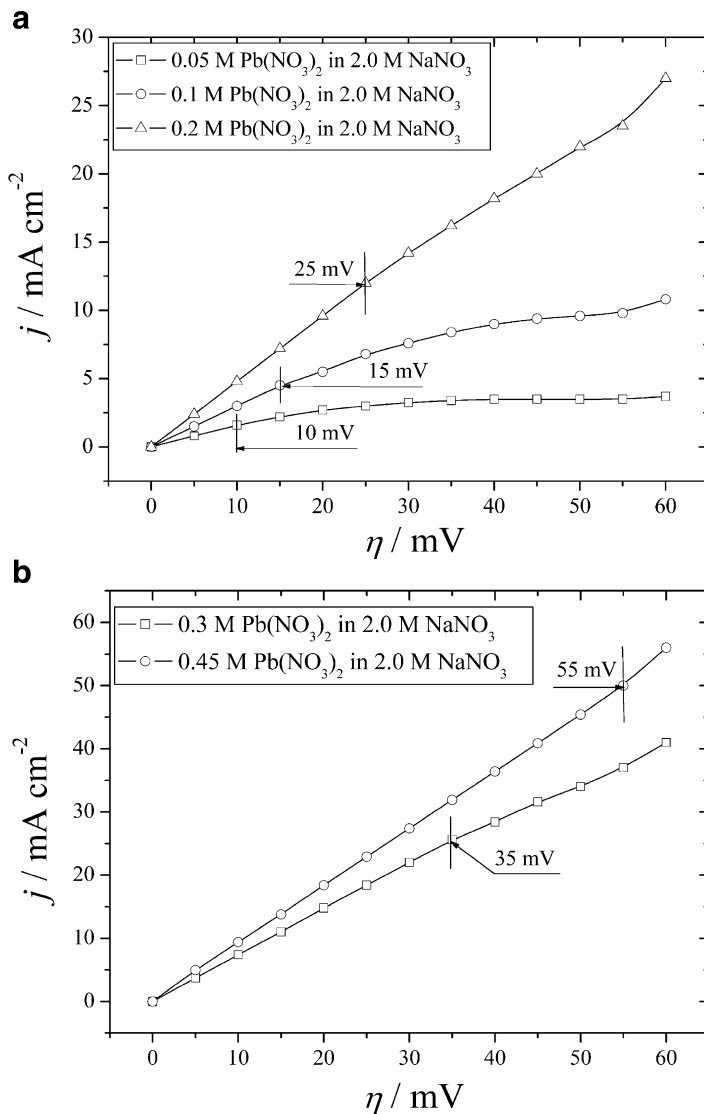 a
0.05 M Pb(NO₃)₂ in 2.0 M NaNO₃
0.1 M Pb(NO₃)₂ in 2.0 M NaNO₃
0.2 M Pb(NO₃)₂ in 2.0 M NaNO₃
30
25
20
15
10
5
0
j / mA cm⁻²
25 mV
15 mV
10 mV
0 10 20 30 40 50 60
η / mV
b
0.3 M Pb(NO₃)₂ in 2.0 M NaNO₃
0.45 M Pb(NO₃)₂ in 2.0 M NaNO₃
60
50
40
30
20
10
0
j / mA cm⁻²
55 mV
35 mV
0 10 20 30 40 50 60
η / mV